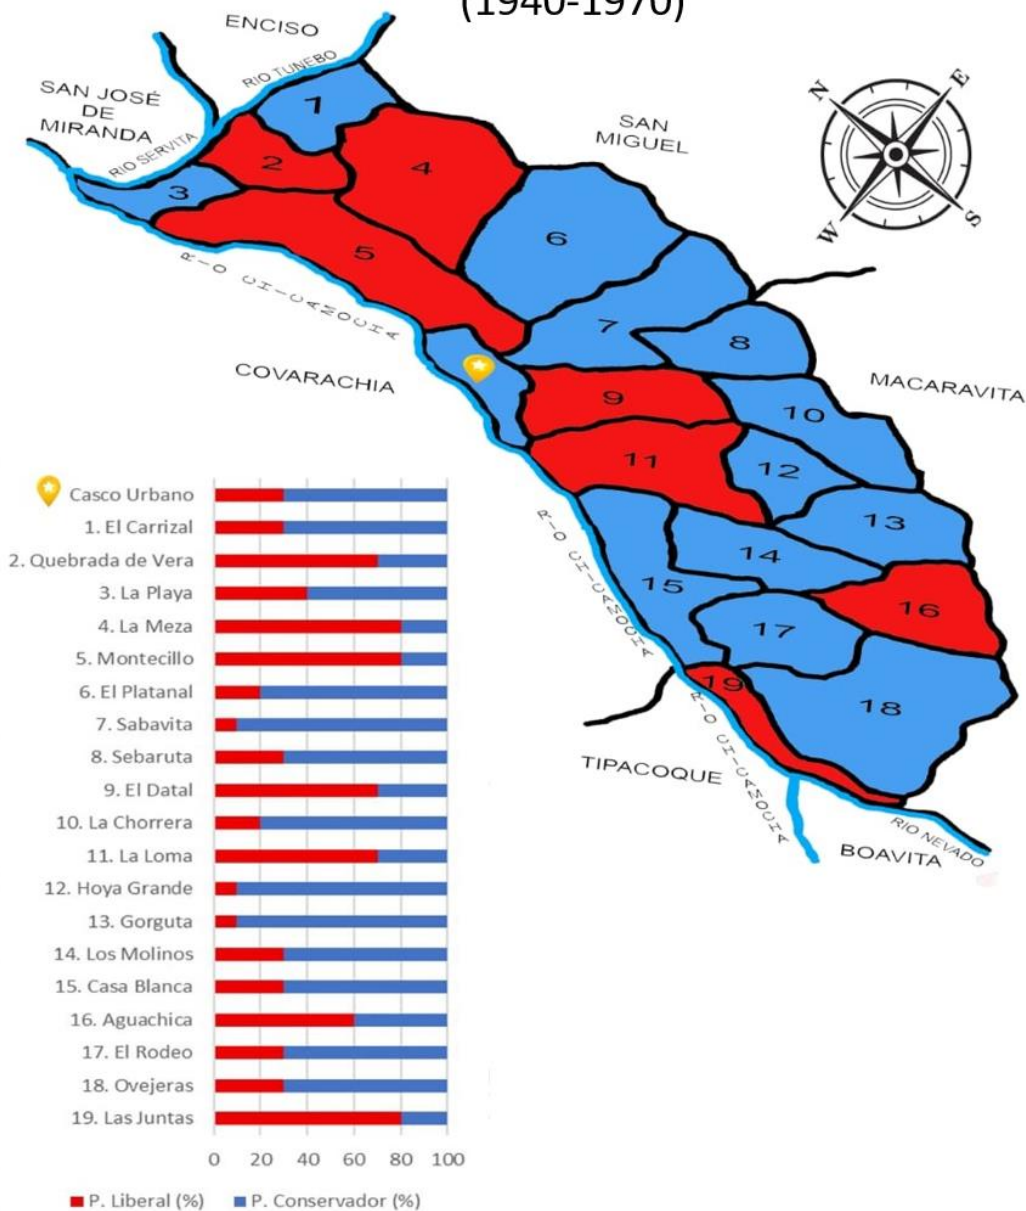 (1940-1970)
ENCISO
RIO TUNEBO
SAN JOSÉ
DE
MIRANDA
RIO SERVITA
SAN
MIGUEL
N
E
W
S
1
2
3
4
5
6
RIO CHICAMOCHA
7
8
COVARACHIA
MACARAVITA
9
10
11
12
13
14
15
16
17
18
19
RIO CHICAMOCHA
RIO CHICAMOCHA
TIPACOQUE
BOAVITA
RIO NEVADO
Casco Urbano
1. El Carrizal
2. Quebrada de Vera
3. La Playa
4. La Meza
5. Montecillo
6. El Platanal
7. Sabavita
8. Sebaruta
9. El Datal
10. La Chorrera
11. La Loma
12. Hoya Grande
13. Gorguta
14. Los Molinos
15. Casa Blanca
16. Aguachica
17. El Rodeo
18. Ovejeras
19. Las Juntas
0 20 40 60 80 100
P. Liberal (%) P. Conservador (%)